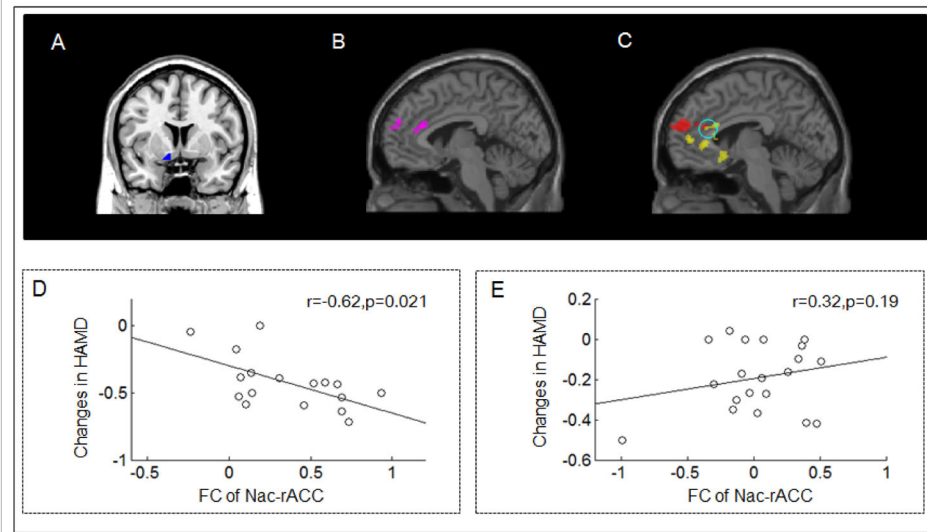 A B C
D
r=-0.62,p=0.021
Changes in HAMD
0
-0.5
-1
-0.5 0 0.5 1
FC of Nac-rACC
E
r=0.32,p=0.19
Changes in HAMD
0.2
0
-0.2
-0.4
-0.6
-1 -0.5 0 0.5 1
FC of Nac-rACC